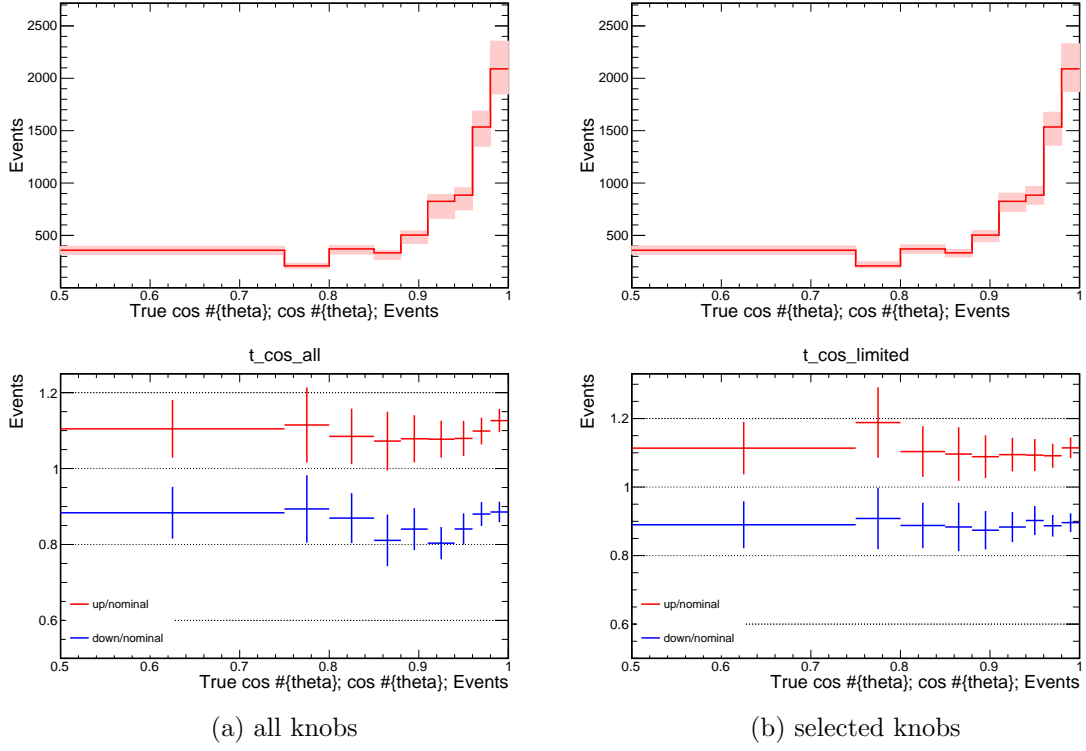 2500
2000
1500
1000
500
Events
0.5 0.6 0.7 0.8 0.9 1
True cos #{theta}; cos #{theta}; Events
2500
2000
1500
1000
500
Events
0.5 0.6 0.7 0.8 0.9 1
True cos #{theta}; cos #{theta}; Events
t_cos_all
1.2
1
0.8
0.6
Events
up/nominal
down/nominal
0.5 0.6 0.7 0.8 0.9 1
True cos #{theta}; cos #{theta}; Events
(a) all knobs
t_cos_limited
1.2
1
0.8
0.6
Events
up/nominal
down/nominal
0.5 0.6 0.7 0.8 0.9 1
True cos #{theta}; cos #{theta}; Events
(b) selected knobs